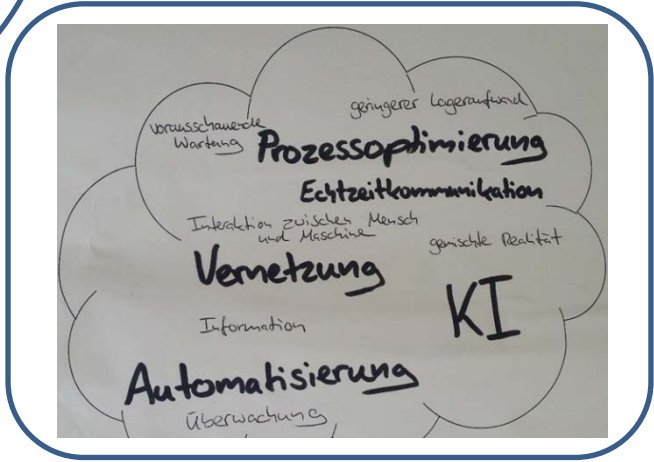 geringerer Lageraufwand
vorausschauende
Wartung
Prozessoptimierung
Echtzeitkommunikation
Interaktion zwischen Mensch
und Maschine
gemischte Realität
Vernetzung
KI
Information
Automatisierung
Überwachung